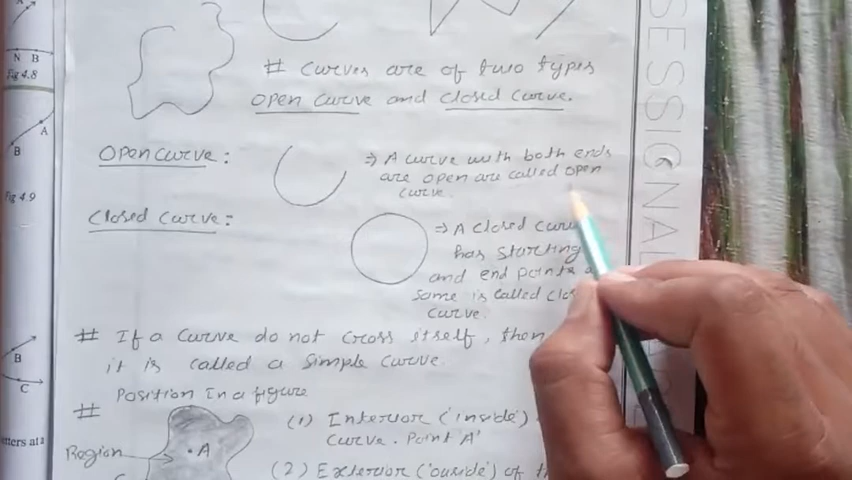 A
N B
Fig 4.8
A
B
Fig 4.9
B
C
# Curves are of two types
Open Curve and Closed Curve.
Open curve :
⇒ A curve with both ends
are open are called open
curve.
Closed Curve :
⇒ A closed
has starting
and end points
same is called
curve.
# If a Curve do not cross itself, then
it is called a simple curve.
# Position In a figure
(1) Interior ('inside')
curve. Point 'A'
Region
A
(2) Exterior ('ouside') of
SESSIGNAL